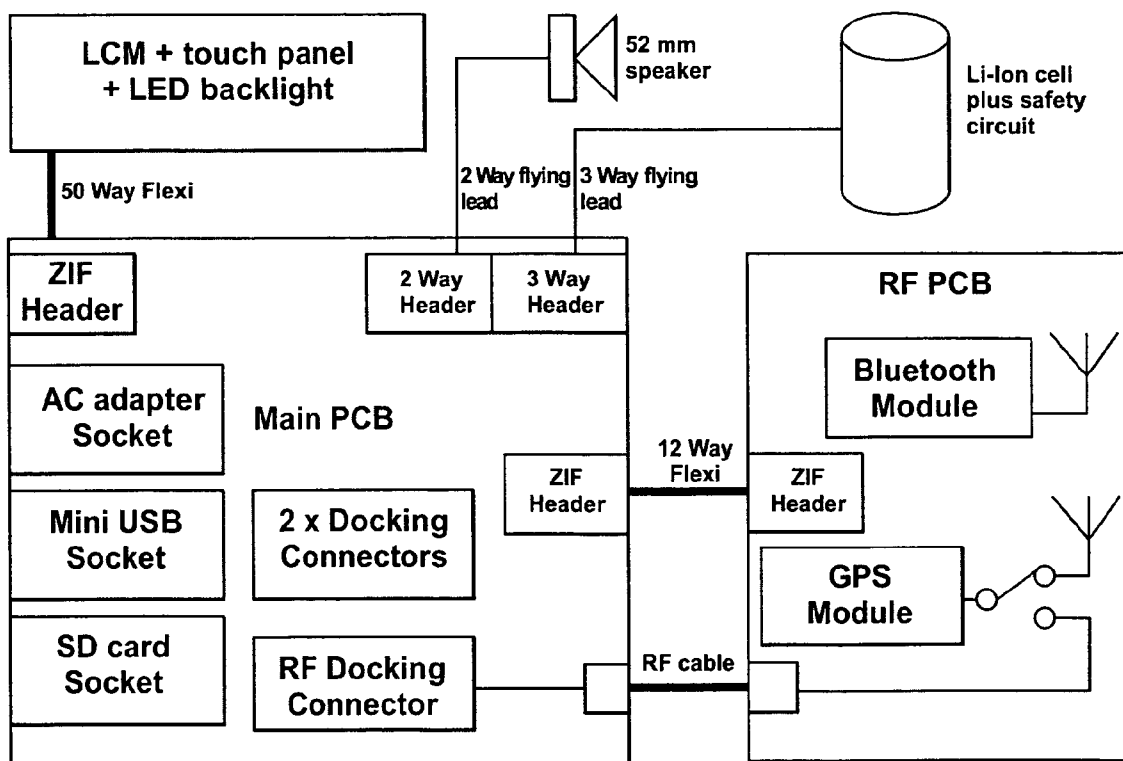 LCM + touch panel
+ LED backlight
52 mm
speaker
Li-Ion cell
plus safety
circuit
50 Way Flexi
2 Way flying
lead
3 Way flying
lead
ZIF
Header
2 Way
Header
3 Way
Header
RF PCB
AC adapter
Socket
Main PCB
Bluetooth
Module
12 Way
Flexi
ZIF
Header
ZIF
Header
Mini USB
Socket
2 x Docking
Connectors
GPS
Module
SD card
Socket
RF Docking
Connector
RF cable